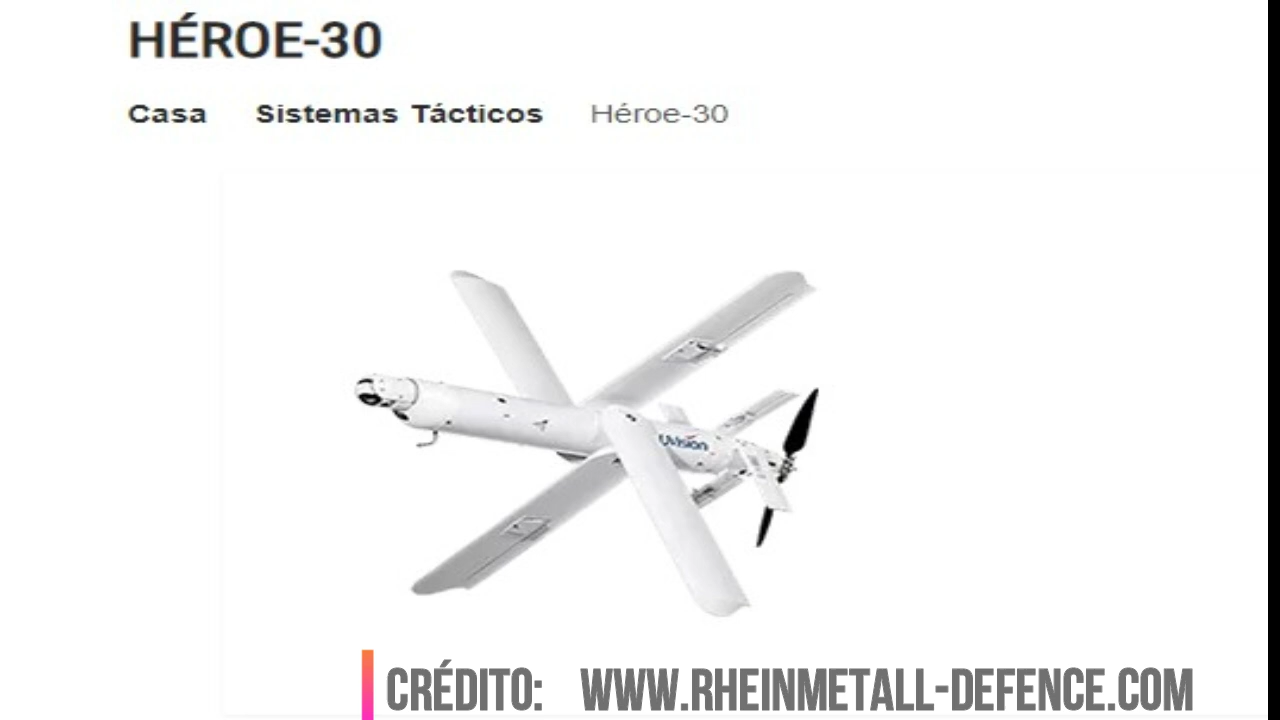 HÉROE-30
Casa Sistemas Tácticos Héroe-30
UVision
CRÉDITO: WWW.RHEINMETALL-DEFENCE.COM